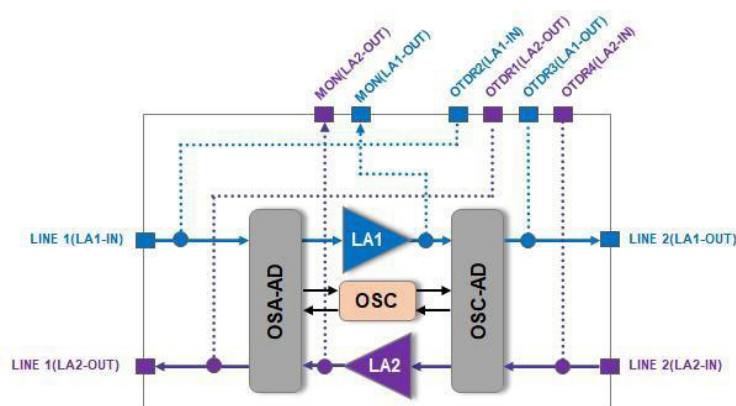 MON(LA2-OUT)
MON(LA1-OUT)
OTDR2(LA1-IN)
OTDR1(LA2-OUT)
OTDR3(LA1-OUT)
OTDR4(LA2-IN)
LINE 1(LA1-IN)
LA1
LINE 2(LA1-OUT)
OSA-AD
OSC
OSC-AD
LINE 1(LA2-OUT)
LA2
LINE 2(LA2-IN)